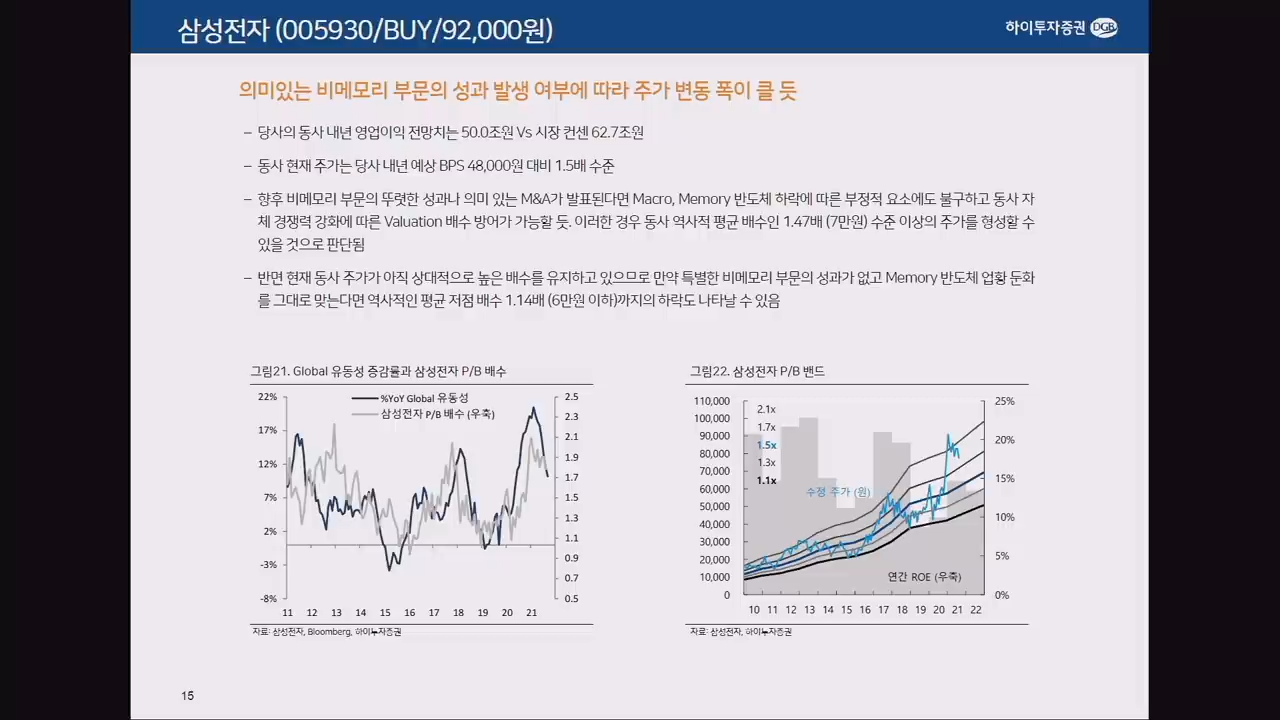 삼성전자 (005930/BUY/92,000원)
하이투자증권 DGB
의미있는 비메모리 부문의 성과 발생 여부에 따라 주가 변동 폭이 클 듯
– 당사의 동사 내년 영업이익 전망치는 50.0조원 Vs 시장 컨센 62.7조원
– 동사 현재 주가는 당사 내년 예상 BPS 48,000원 대비 1.5배 수준
– 향후 비메모리 부문의 뚜렷한 성과나 의미 있는 M&A가 발표된다면 Macro, Memory 반도체 하락에 따른 부정적 요소에도 불구하고 동사 자
체 경쟁력 강화에 따른 Valuation 배수 방어가 가능할 듯. 이러한 경우 동사 역사적 평균 배수인 1.47배 (7만원) 수준 이상의 주가를 형성할 수
있을 것으로 판단됨
– 반면 현재 동사 주가가 아직 상대적으로 높은 배수를 유지하고 있으므로 만약 특별한 비메모리 부문의 성과가 없고 Memory 반도체 업황 둔화
를 그대로 맞는다면 역사적인 평균 저점 배수 1.14배 (6만원 이하)까지의 하락도 나타날 수 있음
그림21. Global 유동성 증감률과 삼성전자 P/B 배수
%YoY Global 유동성
삼성전자 P/B 배수 (우축)
22%
17%
12%
7%
2%
-3%
-8%
2.5
2.3
2.1
1.9
1.7
1.5
1.3
1.1
0.9
0.7
0.5
11 12 13 14 15 16 17 18 19 20 21
자료: 삼성전자, Bloomberg, 하이투자증권
그림22. 삼성전자 P/B 밴드
110,000
100,000
90,000
80,000
70,000
60,000
50,000
40,000
30,000
20,000
10,000
0
2.1x
1.7x
1.5x
1.3x
1.1x
수정 주가 (원)
연간 ROE (우축)
25%
20%
15%
10%
5%
0%
10 11 12 13 14 15 16 17 18 19 20 21 22
자료: 삼성전자, 하이투자증권
15